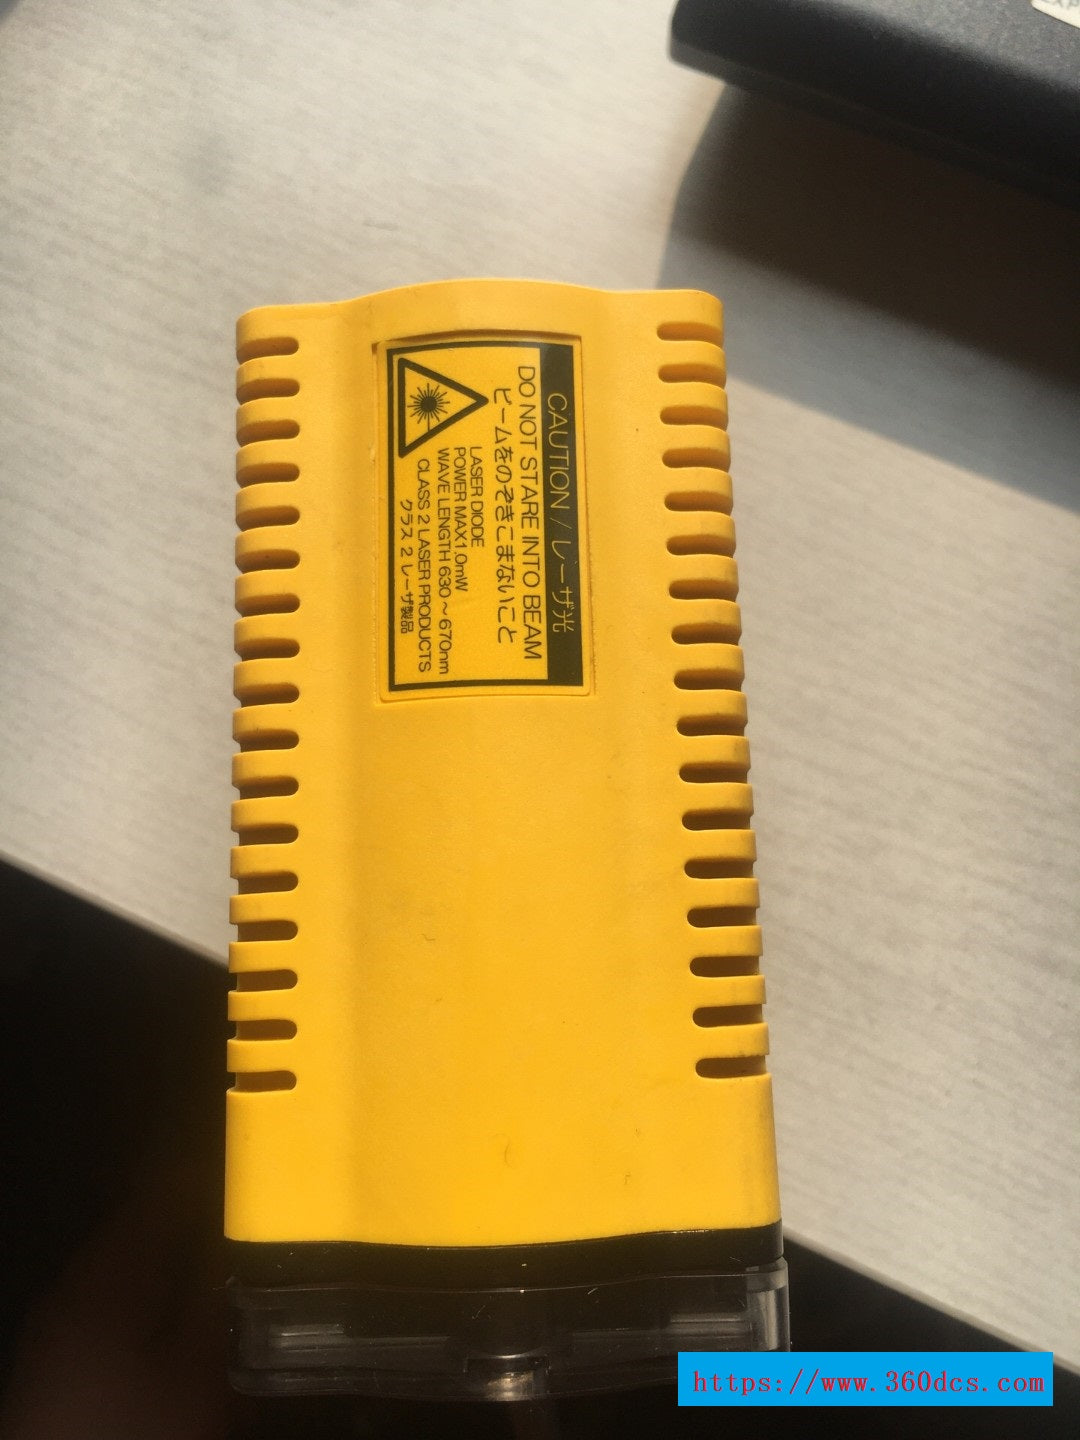 CAUTION / レーザ光
DO NOT STARE INTO BEAM
ビームをのぞきこまないこと
LASER DIODE
POWER MAX1.0mW
WAVE LENGTH 630～670nm
CLASS 2 LASER PRODUCTS
クラス 2 レーザ製品
https://www.360dcs.com